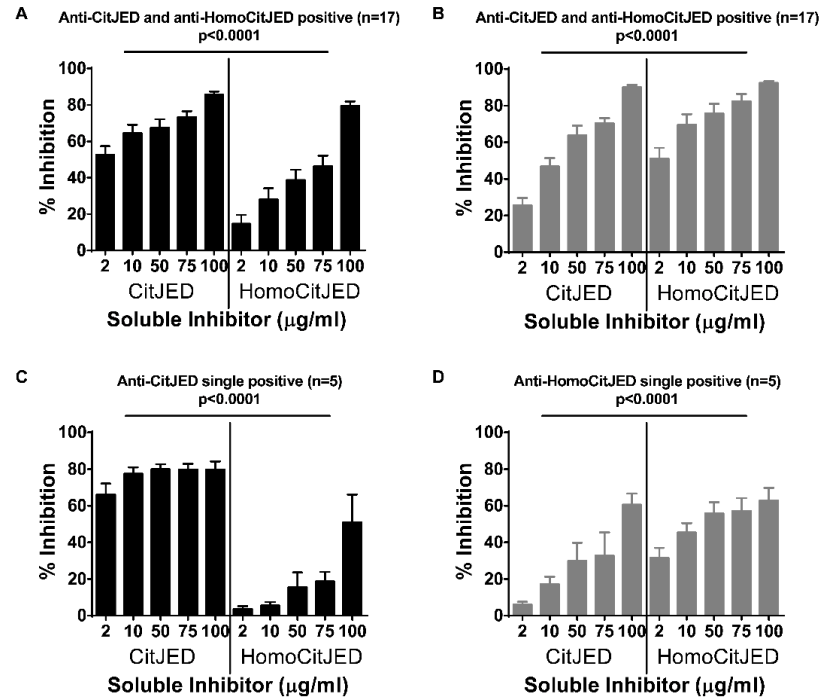 A
Anti-CitJED and anti-HomoCitJED positive (n=17)
p<0.0001
100
80
60
40
20
0
% Inhibition
2 10 50 75 100 2 10 50 75 100
CitJED HomoCitJED
Soluble Inhibitor (μg/ml)
B
Anti-CitJED and anti-HomoCitJED positive (n=17)
p<0.0001
100
80
60
40
20
0
% Inhibition
2 10 50 75 100 2 10 50 75 100
CitJED HomoCitJED
Soluble Inhibitor (μg/ml)
C
Anti-CitJED single positive (n=5)
p<0.0001
100
80
60
40
20
0
% Inhibition
2 10 50 75 100 2 10 50 75 100
CitJED HomoCitJED
Soluble Inhibitor (μg/ml)
D
Anti-HomoCitJED single positive (n=5)
p<0.0001
100
80
60
40
20
0
% Inhibition
2 10 50 75 100 2 10 50 75 100
CitJED HomoCitJED
Soluble Inhibitor (μg/ml)